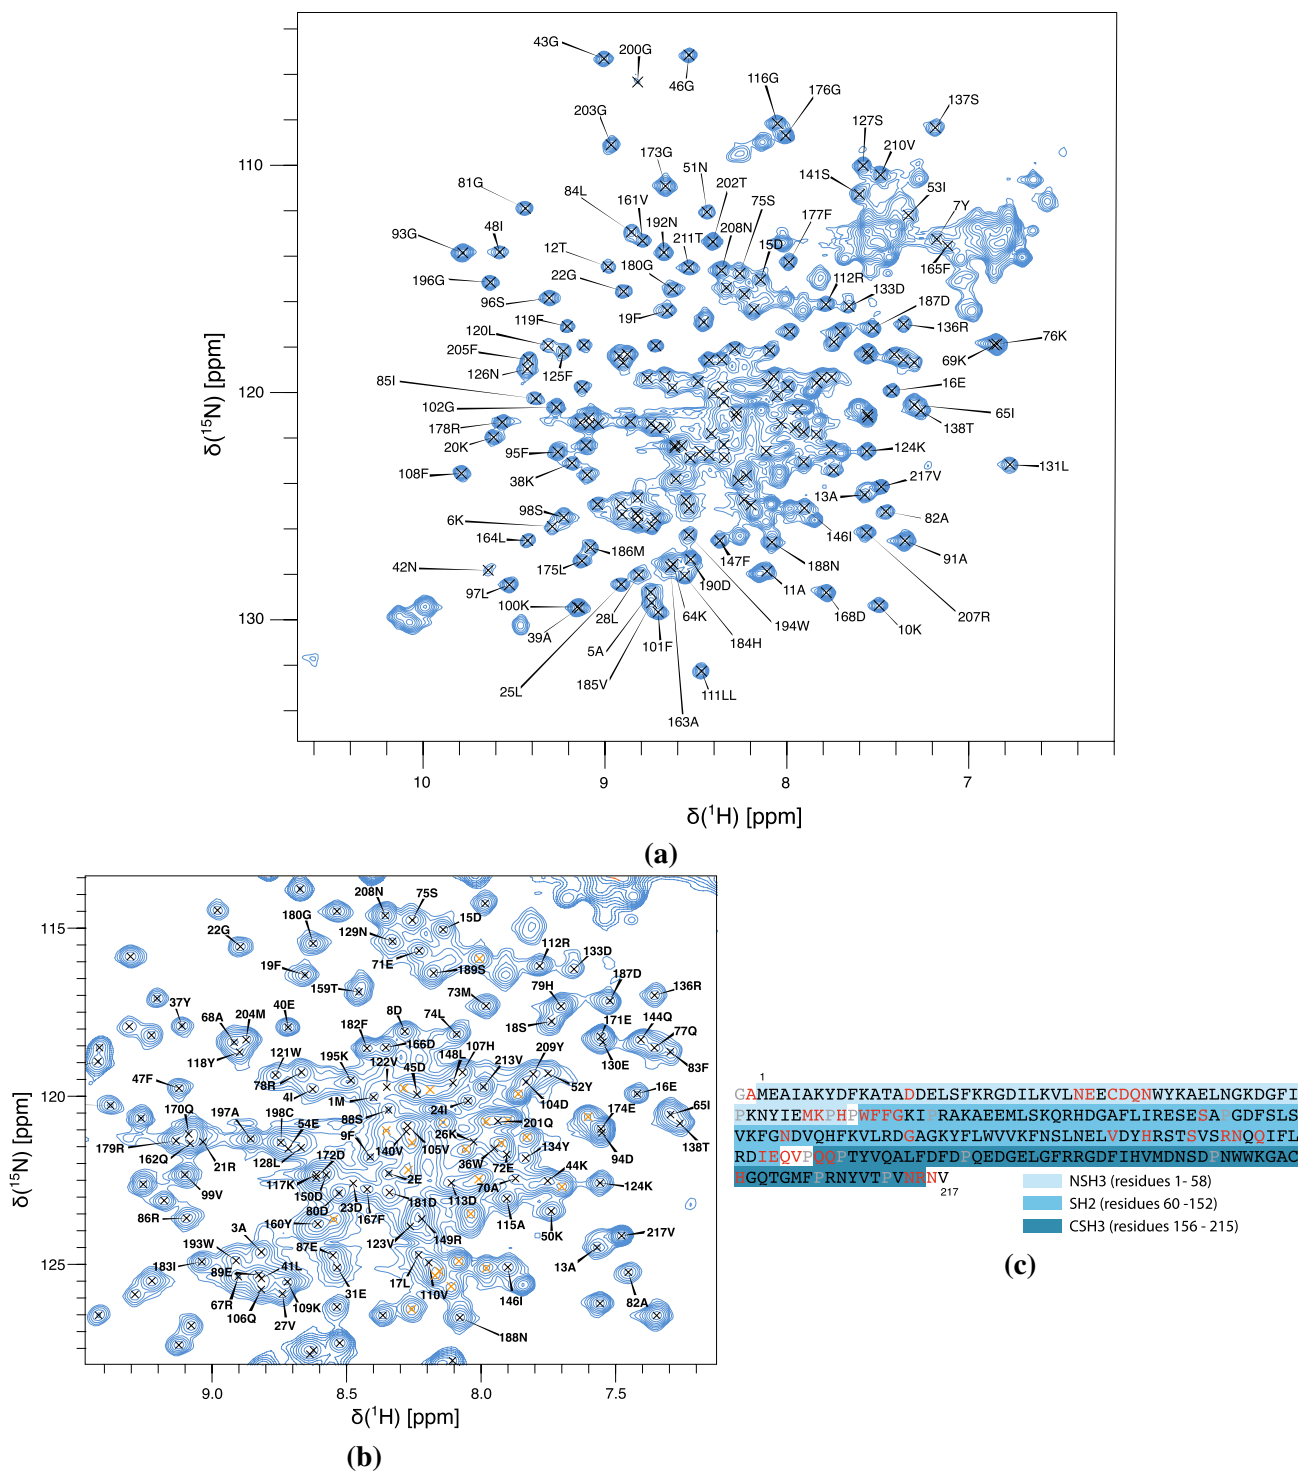 43G
200G
46G
116G
176G
137S
203G
127S
210V
173G
51N
110
141S
53I
81G
84L
161V
202T
75S
7Y
192N
177F
93G
48I
12T
211T
208N
15D
165F
180G
112R
133D
196G
22G
187D
96S
19F
136R
119F
76K
120L
69K
205F
126N
125F
16E
85I
120
65I
102G
138T
178R
20K
95F
124K
131L
108F
38K
217V
13A
98S
82A
6K
146I
164L
186M
147F
188N
91A
42N
175L
190D
11A
97L
28L
64K
194W
168D
10K
207R
100K
39A
184H
130
5A
101F
25L
185V
111LL
163A
δ(¹⁵N) [ppm]
10
9
8
7
δ(¹H) [ppm]
(a)
208N
75S
115
180G
129N
15D
22G
71E
112R
133D
19F
189S
187D
159T
73M
79H
136R
37Y
68A
204M
40E
8D
74L
18S
171E
144Q
77Q
182F
166D
107H
209Y
118Y
121W
195K
122V
148L
213V
130E
83F
47F
78R
45D
52Y
16E
120
4I
1M
104D
174E
65I
170Q
197A
198C
88S
24I
201Q
54E
9F
26K
134Y
138T
179R
140V
105V
94D
162Q
21R
128L
172D
36W
72E
44K
117K
2E
124K
99V
150D
70A
86R
80D
23D
181D
113D
115A
50K
160Y
167F
3A
123V
149R
217V
193W
87E
13A
183I
89E
41L
17L
125
67R
31E
110V
146I
82A
106Q
109K
27V
188N
δ(¹⁵N) [ppm]
9.0
8.5
8.0
7.5
δ(¹H) [ppm]
(b)
1
GAMEAIAKYDFKATADDELSFKRGDILKVLNEECDQNWYKAELNGKDGFI
PKNYIEMKPHPWFFGKIPRAKAEEMLSKQRHDGAFLIRESESAPGDFSLS
VKFGNDVQHFKVLRDGAGKYFLWVVKFNSLNELVDYHRSTSVSRNQQIFL
RDIEQVPQQPTYVQALFDFDPQEDGELGFRRGDFIHVMDNSDPNWWKGAC
HGQTGMFPRNYVTPVNRNV
217
NSH3 (residues 1- 58)
SH2 (residues 60 -152)
CSH3 (residues 156 - 215)
(c)